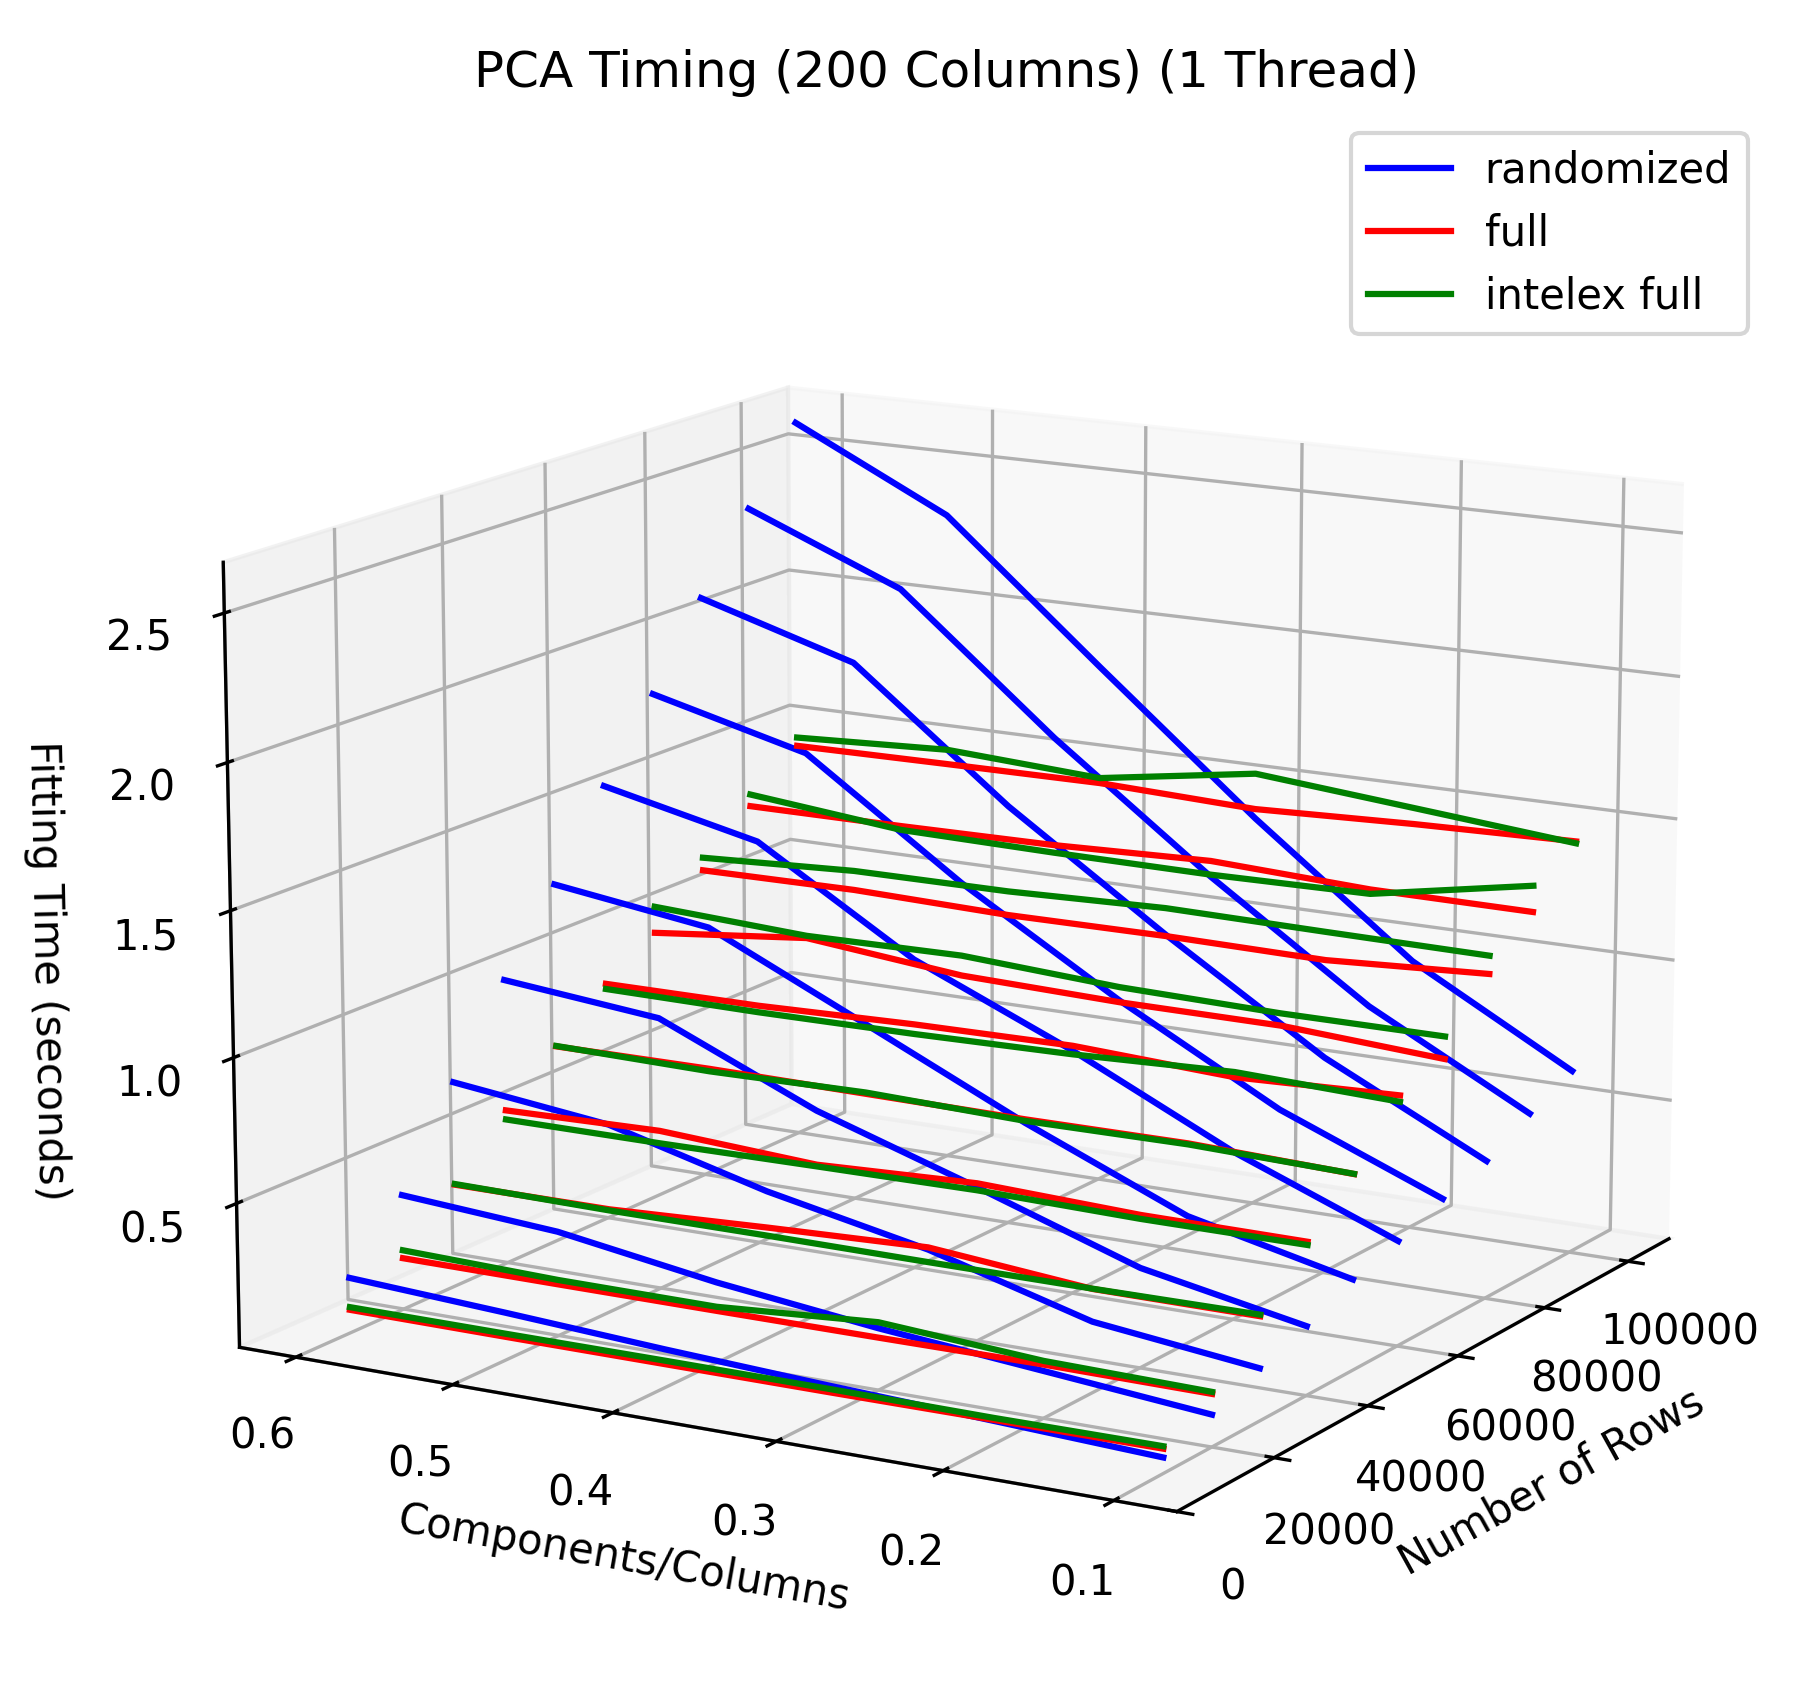 PCA Timing (200 Columns) (1 Thread)
randomized
full
intelex full
2.5
2.0
1.5
1.0
0.5
Fitting Time (seconds)
0.6
0.5
0.4
0.3
0.2
0.1
Components/Columns
0
20000
40000
60000
80000
100000
Number of Rows